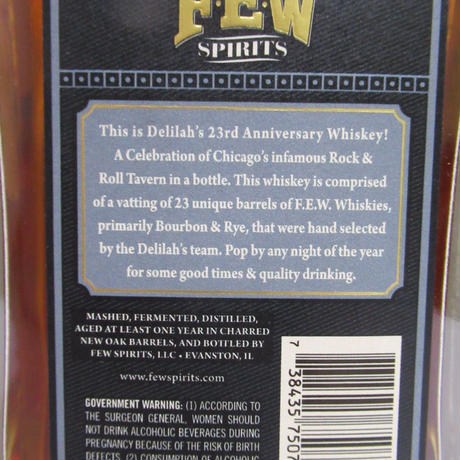 F.E.W
SPIRITS
This is Delilah's 23rd Anniversary Whiskey!
A Celebration of Chicago's infamous Rock &
Roll Tavern in a bottle. This whiskey is comprised
of a vatting of 23 unique barrels of F.E.W. Whiskies,
primarily Bourbon & Rye, that were hand selected
by the Delilah's team. Pop by any night of the year
for some good times & quality drinking.
MASHED, FERMENTED, DISTILLED,
AGED AT LEAST ONE YEAR IN CHARRED
NEW OAK BARRELS, AND BOTTLED BY
FEW SPIRITS, LLC • EVANSTON, IL
www.fewspirits.com
GOVERNMENT WARNING: (1) ACCORDING TO
THE SURGEON GENERAL, WOMEN SHOULD
NOT DRINK ALCOHOLIC BEVERAGES DURING
PREGNANCY BECAUSE OF THE RISK OF BIRTH
DEFECTS. (2) CONSUMPTION OF ALCOHOLIC
7 38435 7507